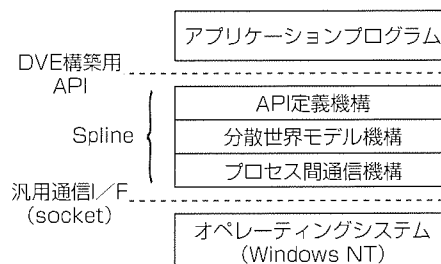 アプリケーションプログラム
DVE構築用
API
API定義機構
Spline
分散世界モデル機構
プロセス間通信機構
汎用通信I/F
(socket)
オペレーティングシステム
(Windows NT)